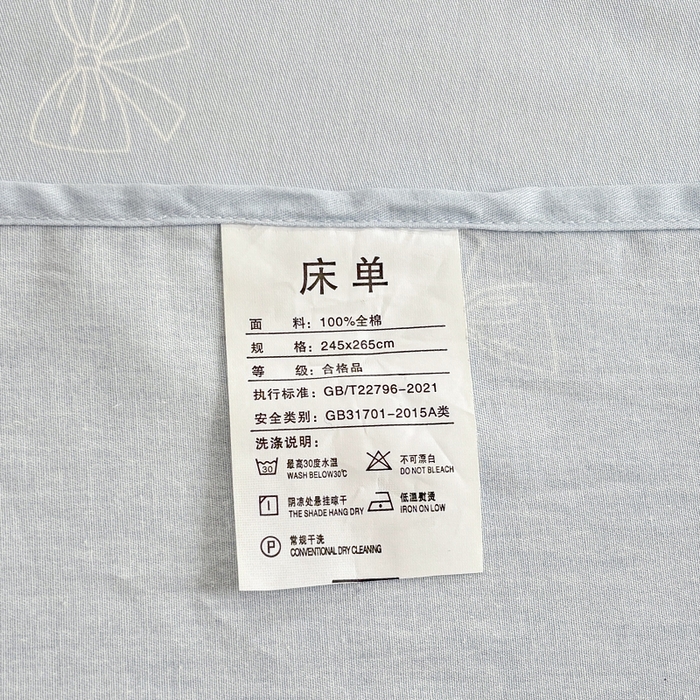 床单
面 料：100%全棉
规 格：245x265cm
等 级：合格品
执行标准：GB/T22796-2021
安全类别：GB31701-2015A类
洗涤说明：
30 最高30度水温 不可漂白
WASH BELOW30℃ DO NOT BLEACH
阴凉处悬挂晾干 低温熨烫
THE SHADE HANG DRY IRON ON LOW
P 常规干洗
CONVENTIONAL DRY CLEANING